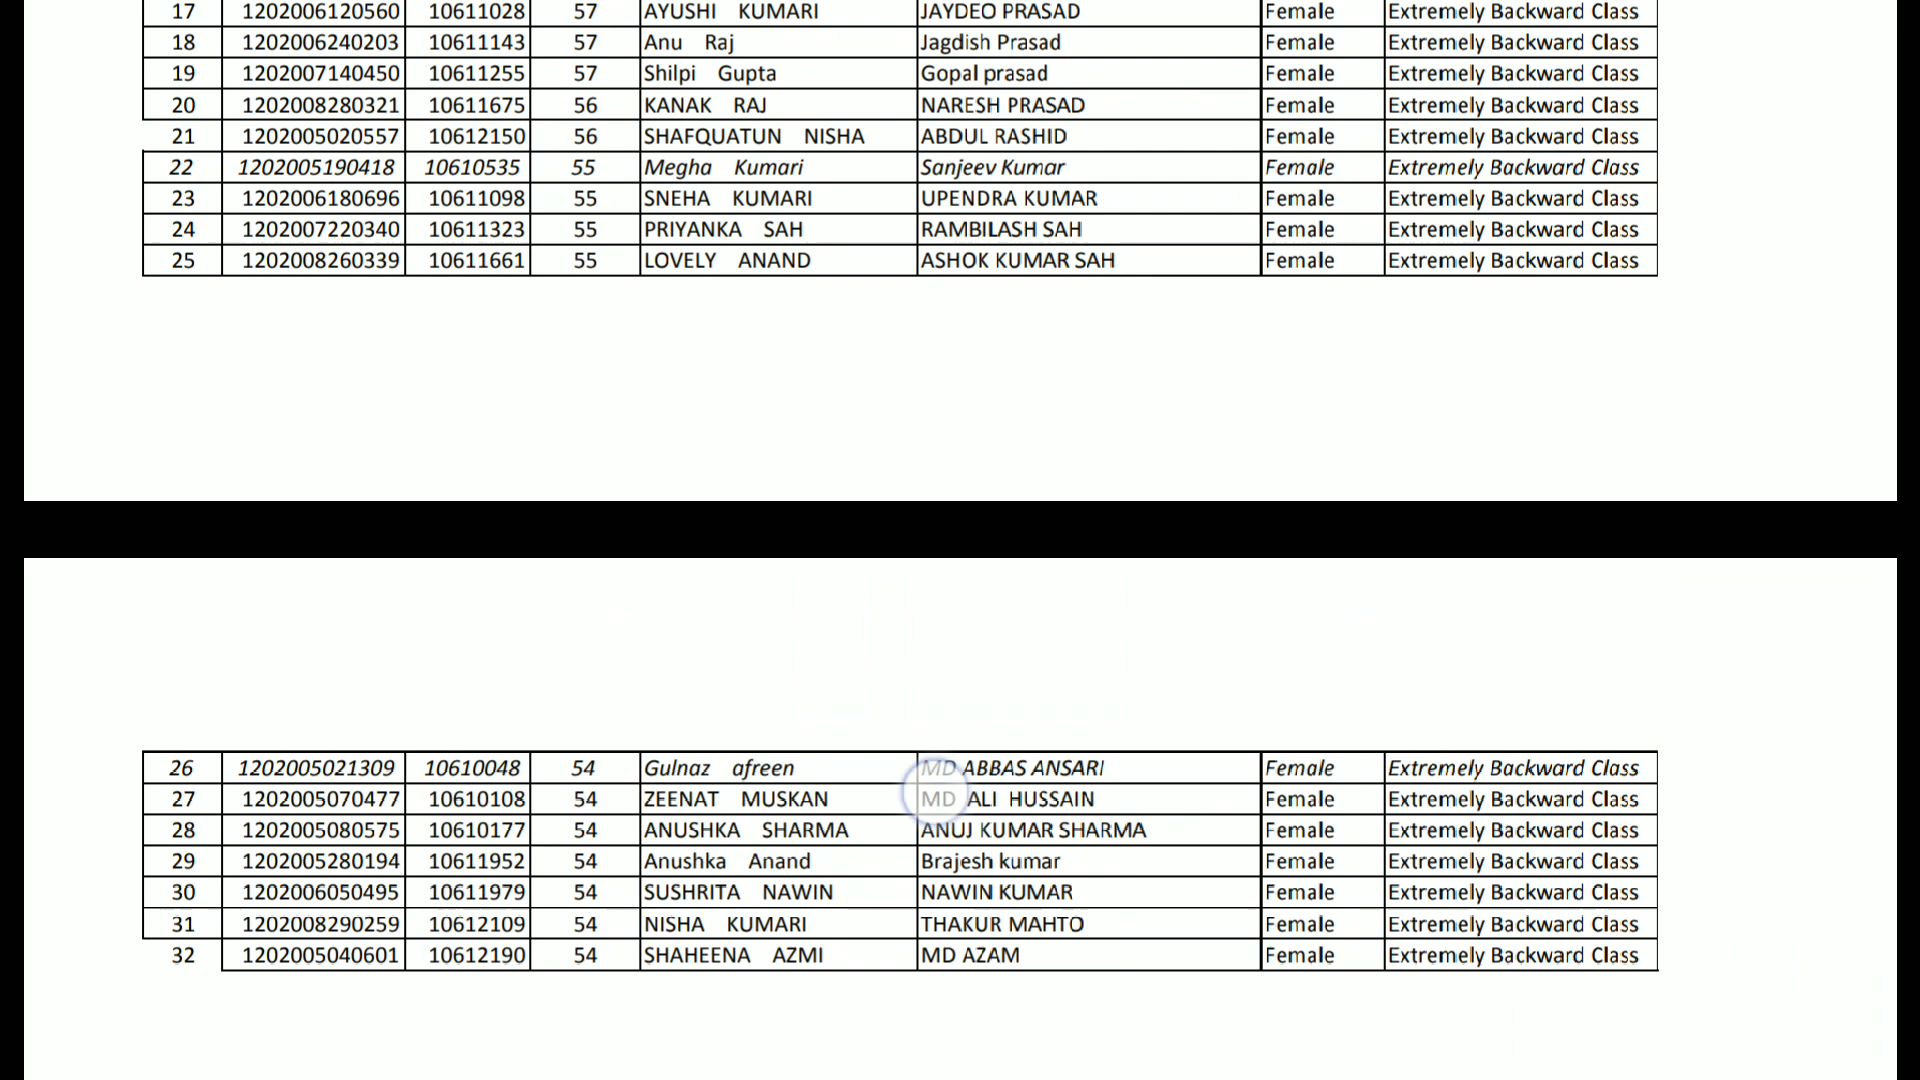 17 1202006120560 10611028 57 AYUSHI KUMARI JAYDEO PRASAD Female Extremely Backward Class
18 1202006240203 10611143 57 Anu Raj Jagdish Prasad Female Extremely Backward Class
19 1202007140450 10611255 57 Shilpi Gupta Gopal prasad Female Extremely Backward Class
20 1202008280321 10611675 56 KANAK RAJ NARESH PRASAD Female Extremely Backward Class
21 1202005020557 10612150 56 SHAFQUATUN NISHA ABDUL RASHID Female Extremely Backward Class
22 1202005190418 10610535 55 Megha Kumari Sanjeev Kumar Female Extremely Backward Class
23 1202006180696 10611098 55 SNEHA KUMARI UPENDRA KUMAR Female Extremely Backward Class
24 1202007220340 10611323 55 PRIYANKA SAH RAMBILASH SAH Female Extremely Backward Class
25 1202008260339 10611661 55 LOVELY ANAND ASHOK KUMAR SAH Female Extremely Backward Class
26 1202005021309 10610048 54 Gulnaz afreen MD ABBAS ANSARI Female Extremely Backward Class
27 1202005070477 10610108 54 ZEENAT MUSKAN MD ALI HUSSAIN Female Extremely Backward Class
28 1202005080575 10610177 54 ANUSHKA SHARMA ANUJ KUMAR SHARMA Female Extremely Backward Class
29 1202005280194 10611952 54 Anushka Anand Brajesh kumar Female Extremely Backward Class
30 1202006050495 10611979 54 SUSHRITA NAWIN NAWIN KUMAR Female Extremely Backward Class
31 1202008290259 10612109 54 NISHA KUMARI THAKUR MAHTO Female Extremely Backward Class
32 1202005040601 10612190 54 SHAHEENA AZMI MD AZAM Female Extremely Backward Class